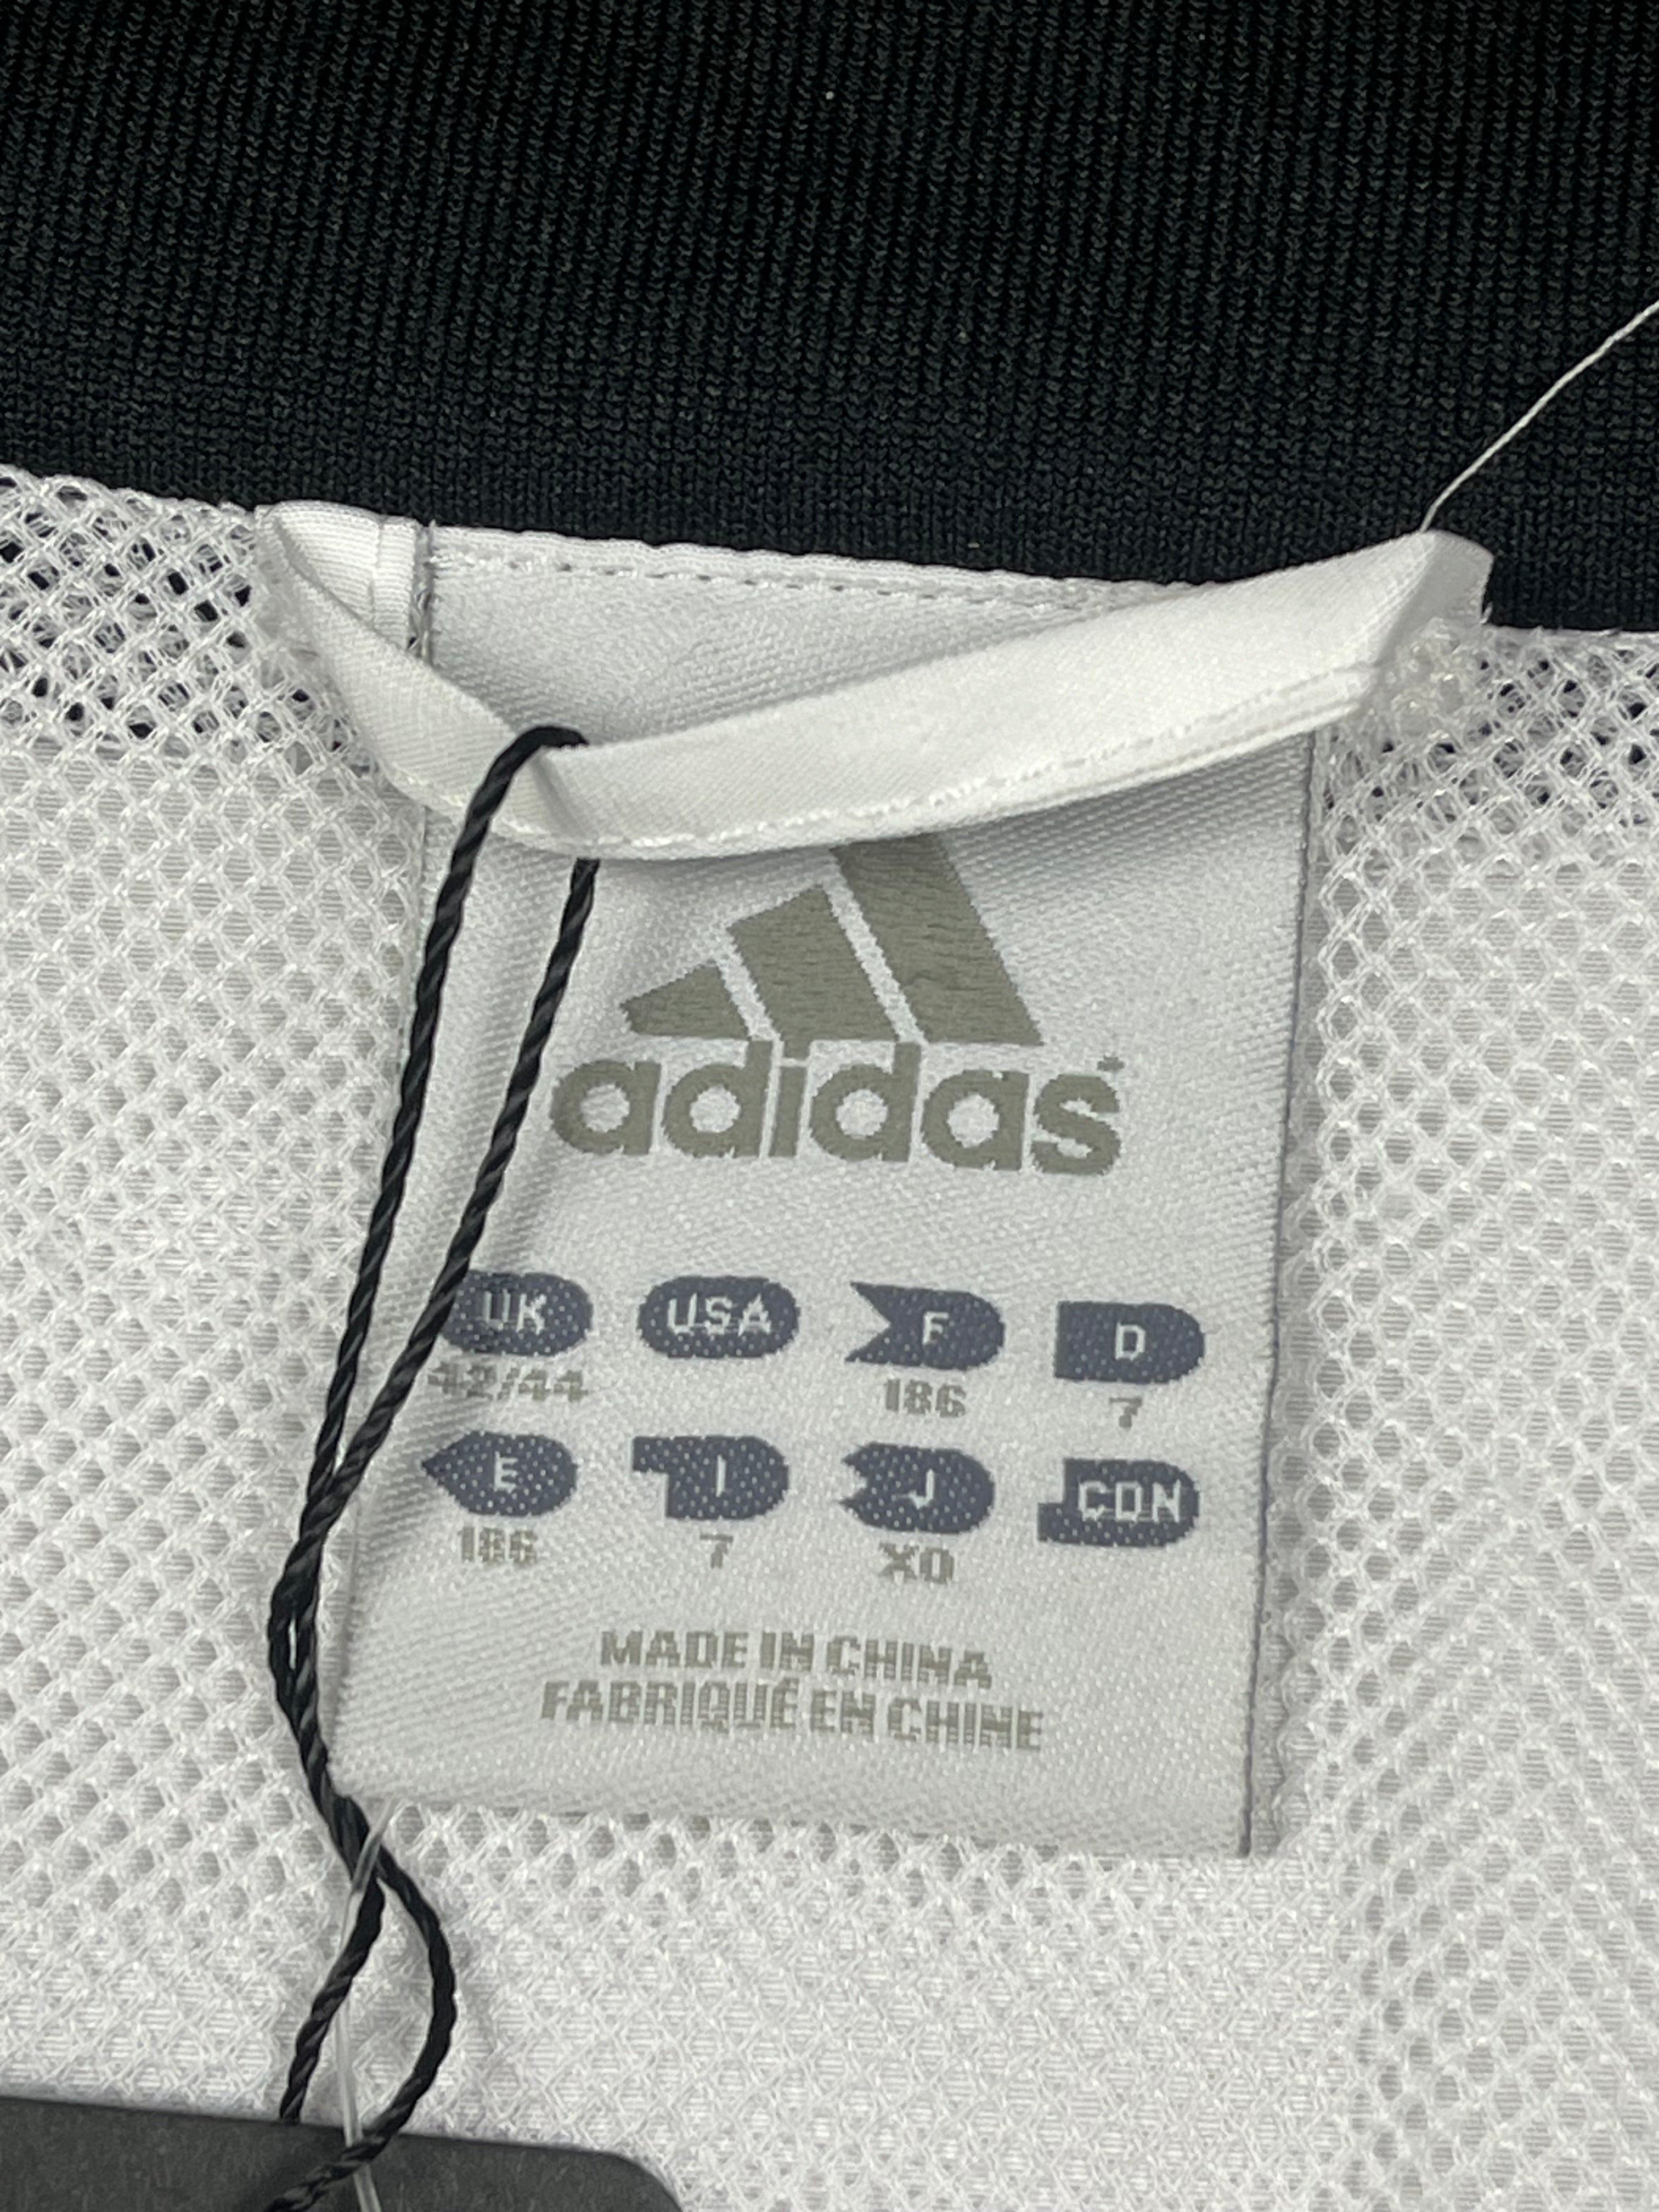 adidas
UK USA F D
42/44 186 7
E I J CDN
186 7 XO
MADE IN CHINA
FABRIQUÉ EN CHINE